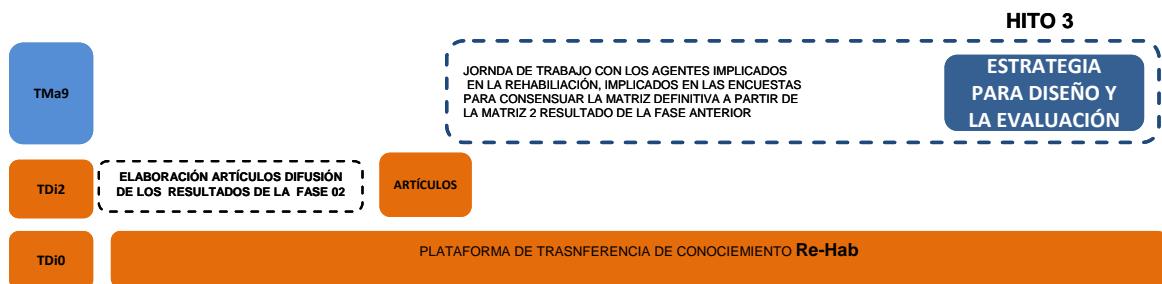 HITO 3
TMa9
JORNDA DE TRABAJO CON LOS AGENTES IMPLICADOS
EN LA REHABILIACIÓN, IMPLICADOS EN LAS ENCUESTAS
PARA CONSENSUAR LA MATRIZ DEFINITIVA A PARTIR DE
LA MATRIZ 2 RESULTADO DE LA FASE ANTERIOR
ESTRATEGIA
PARA DISEÑO Y
LA EVALUACIÓN
TDi2
ELABORACIÓN ARTÍCULOS DIFUSIÓN
DE LOS RESULTADOS DE LA FASE 02
ARTÍCULOS
TDi0
PLATAFORMA DE TRASNFERENCIA DE CONOCIEMIENTO Re-Hab